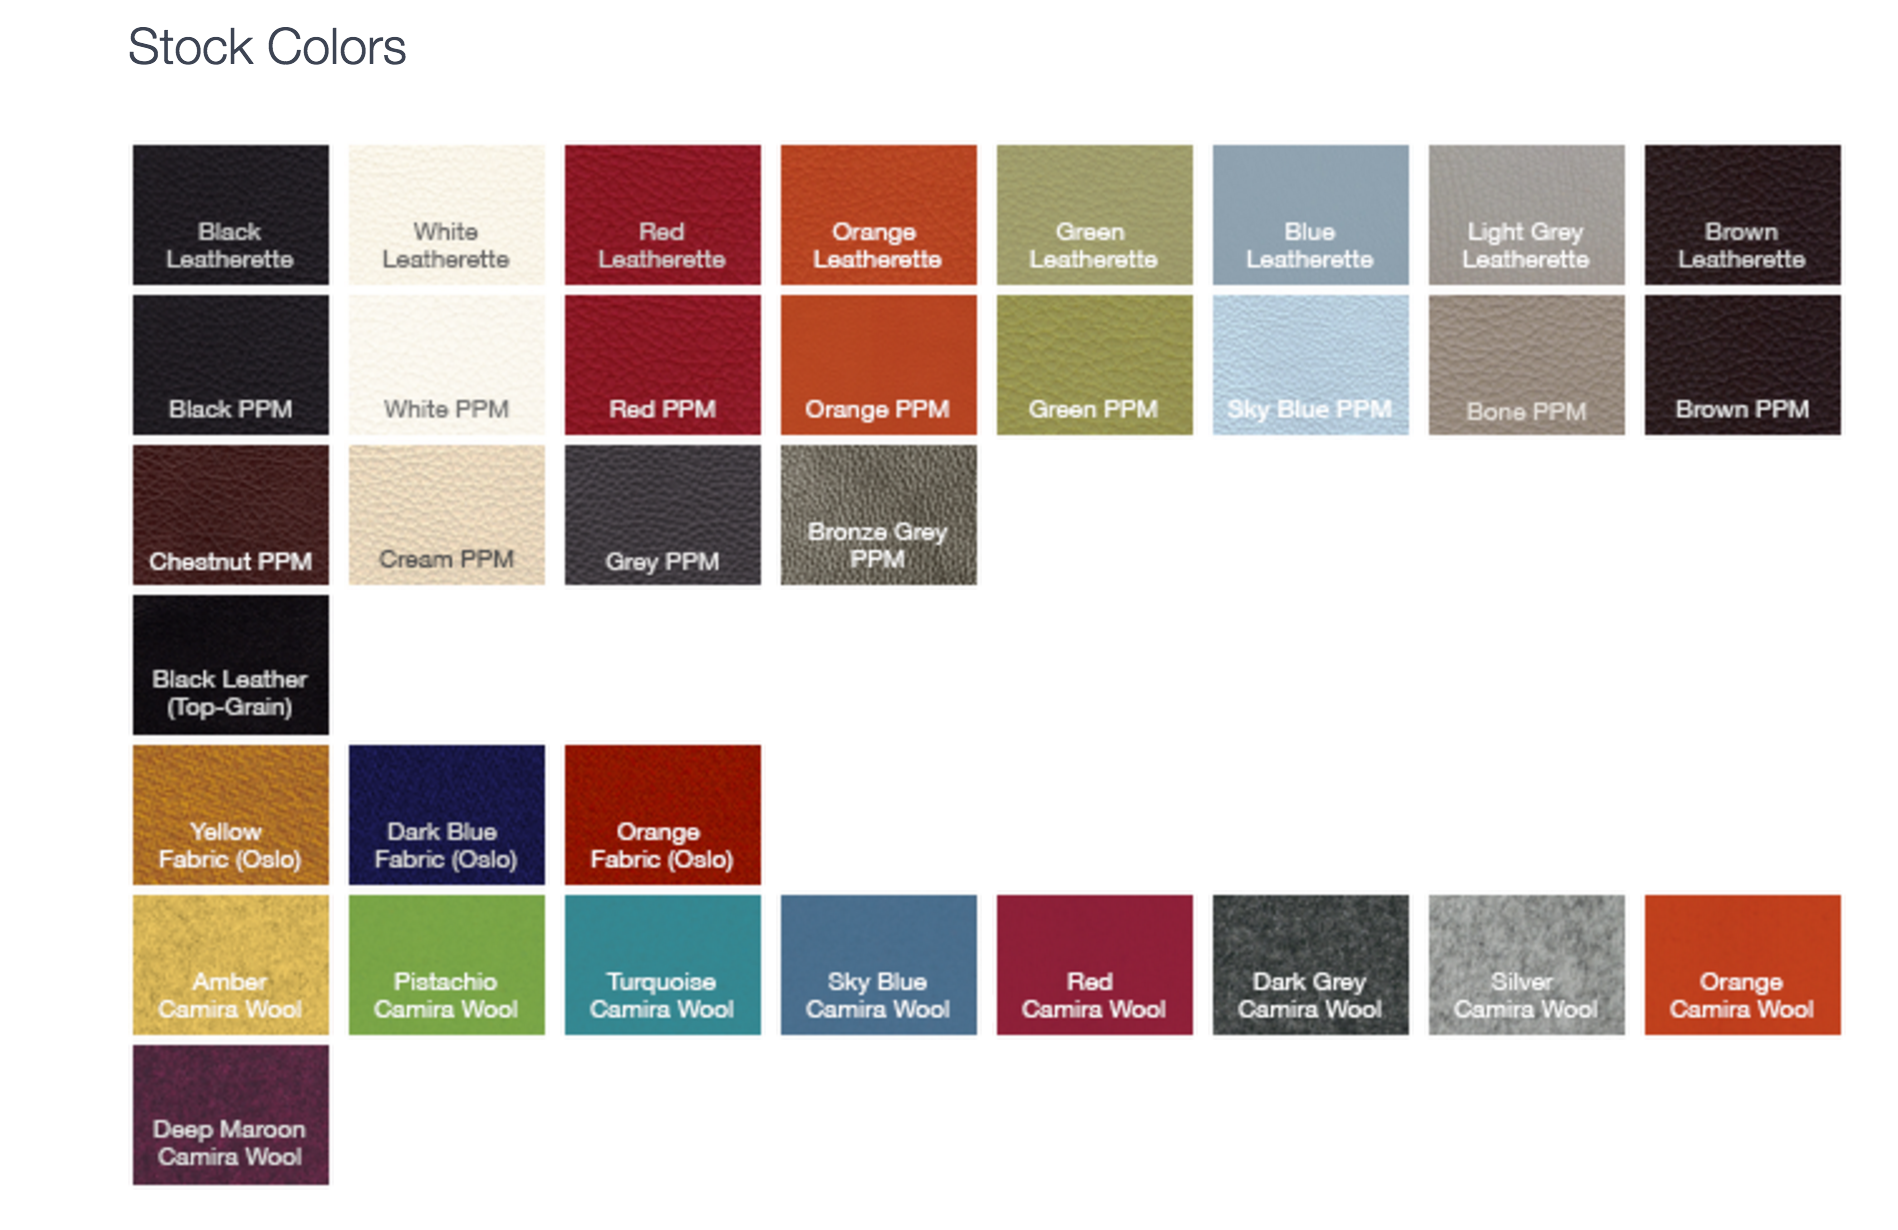 Stock Colors
Black
Leatherette
White
Leatherette
Red
Leatherette
Orange
Leatherette
Green
Leatherette
Blue
Leatherette
Light Grey
Leatherette
Brown
Leatherette
Black PPM
White PPM
Red PPM
Orange PPM
Green PPM
Sky Blue PPM
Bone PPM
Brown PPM
Chestnut PPM
Cream PPM
Grey PPM
Bronze Grey
PPM
Black Leather
(Top-Grain)
Yellow
Fabric (Oslo)
Dark Blue
Fabric (Oslo)
Orange
Fabric (Oslo)
Amber
Camira Wool
Pistachio
Camira Wool
Turquoise
Camira Wool
Sky Blue
Camira Wool
Red
Camira Wool
Dark Grey
Camira Wool
Silver
Camira Wool
Orange
Camira Wool
Deep Maroon
Camira Wool